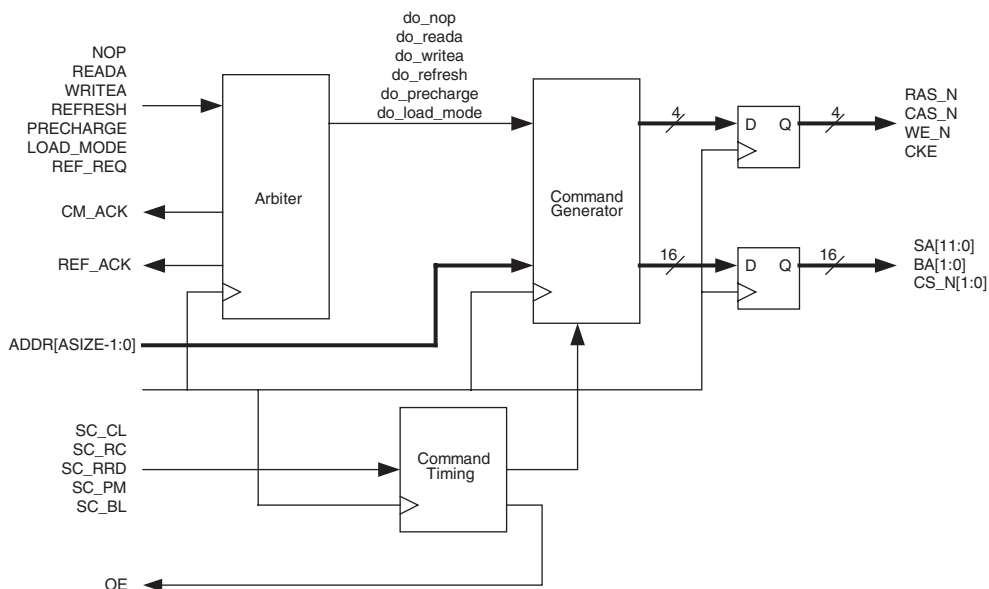 do_nop
do_reada
do_writea
do_refresh
do_precharge
do_load_mode
NOP
READA
WRITEA
REFRESH
PRECHARGE
LOAD_MODE
REF_REQ
CM_ACK
REF_ACK
ADDR[ASIZE-1:0]
Arbiter
Command
Generator
4
D Q
4
RAS_N
CAS_N
WE_N
CKE
16
D Q
16
SA[11:0]
BA[1:0]
CS_N[1:0]
SC_CL
SC_RC
SC_RRD
SC_PM
SC_BL
Command
Timing
OE